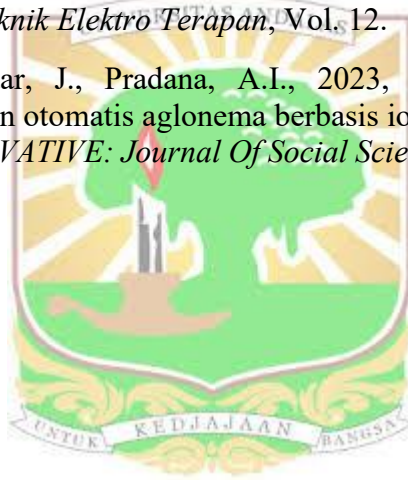 knik Elektro Terapan, Vol. 12.
ar, J., Pradana, A.I., 2023,
n otomatis aglonema berbasis io
VATIVE: Journal Of Social Scie
UNTUK KEDJAJAAN BANGSA